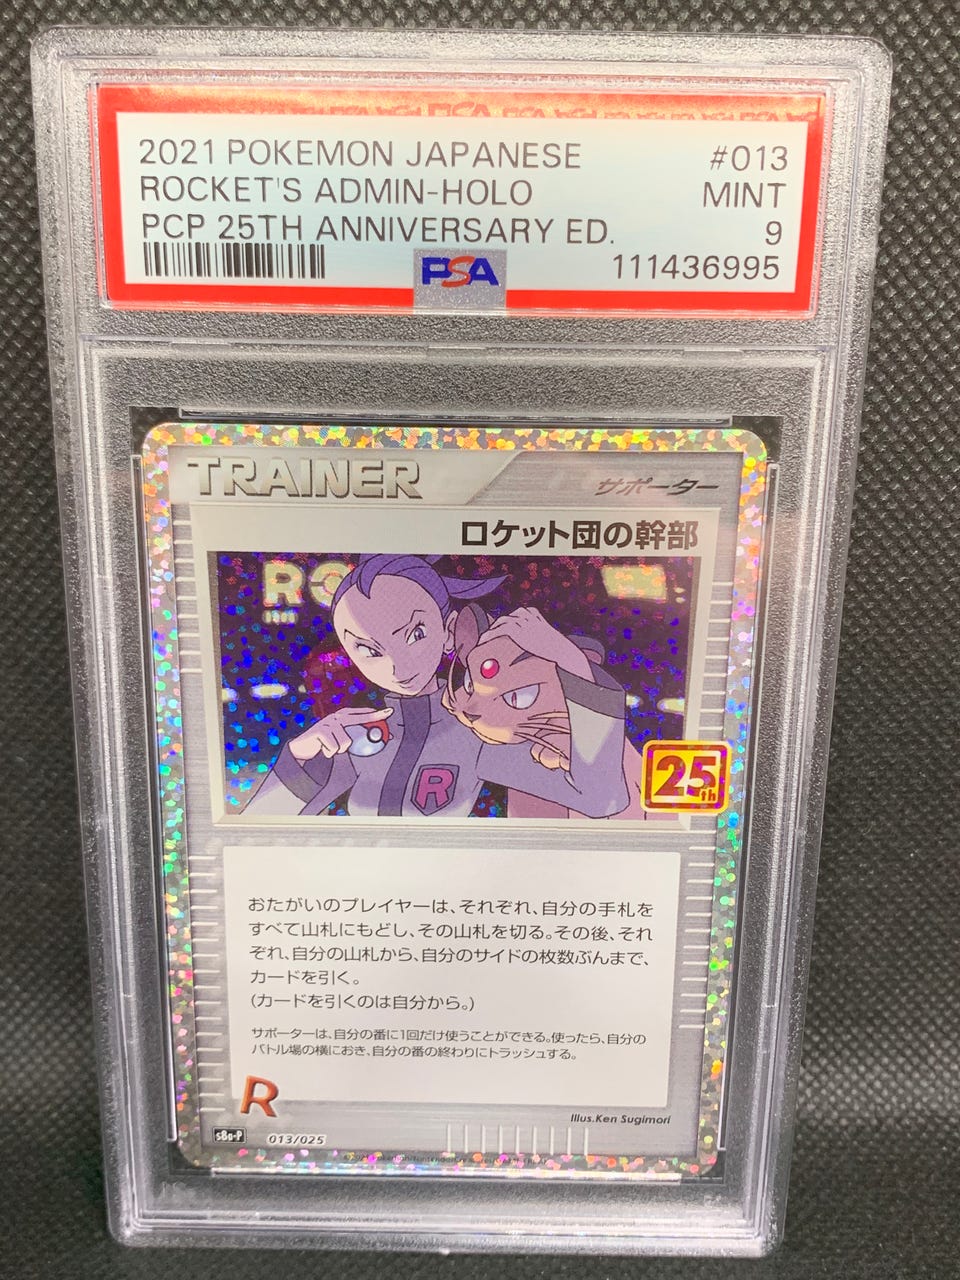 2021 POKEMON JAPANESE #013
ROCKET'S ADMIN-HOLO MINT
PCP 25TH ANNIVERSARY ED. 9
PSA 111436995
TRAINER サポーター
ロケット団の幹部
R
R
25th
おたがいのプレイヤーは、それぞれ、自分の手札を
すべて山札にもどし、その山札を切る。その後、それ
ぞれ、自分の山札から、自分のサイドの枚数ぶんまで、
カードを引く。
(カードを引くのは自分から。)
サポーターは、自分の番に1回だけ使うことができる。使ったら、自分の
バトル場の横におき、自分の番の終わりにトラッシュする。
R
Illus.Ken Sugimori
s8a-P 013/025